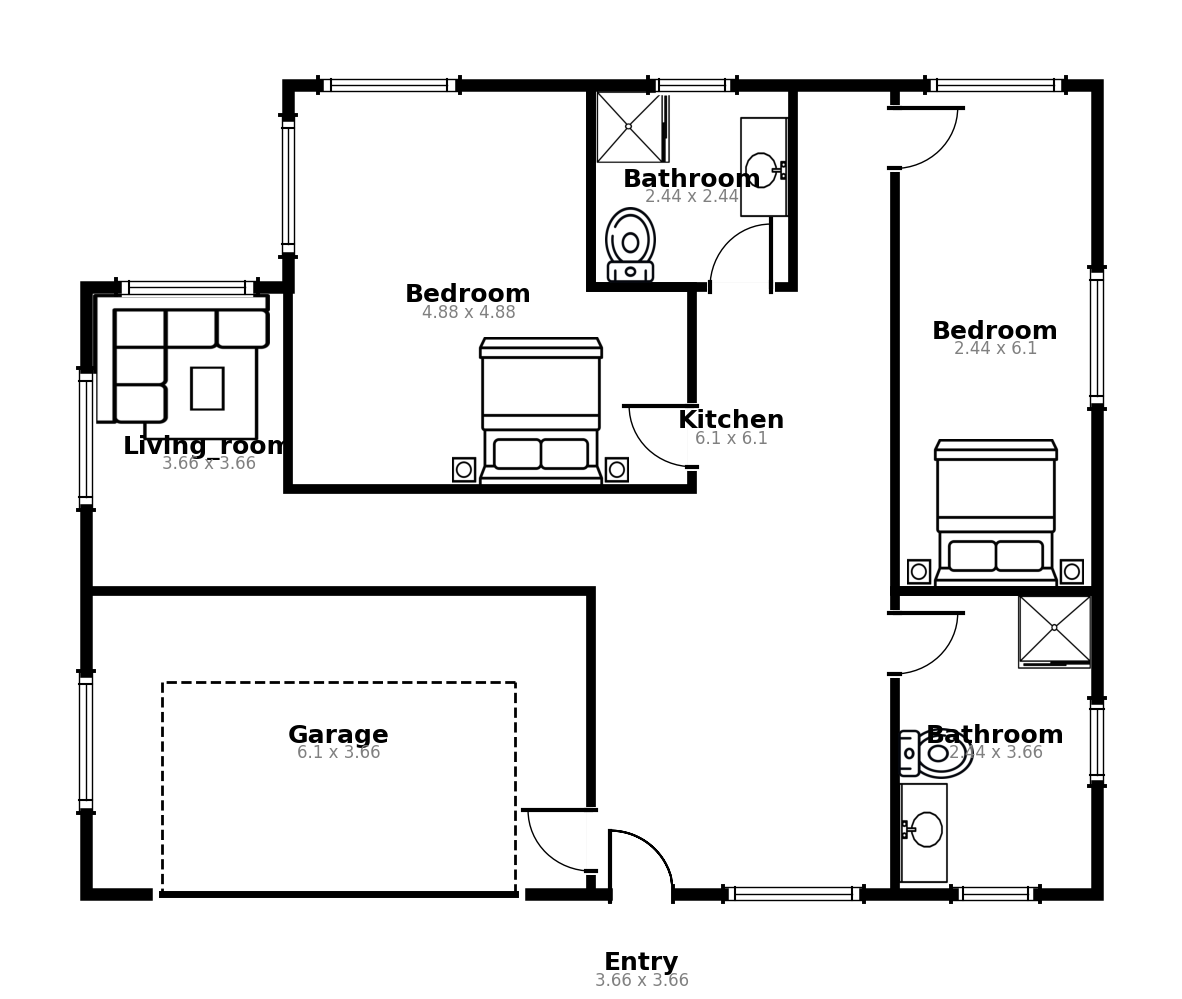 Bathroom
2.44 x 2.44
Bedroom
4.88 x 4.88
Bedroom
2.44 x 6.1
Kitchen
6.1 x 6.1
Living_room
3.66 x 3.66
Garage
6.1 x 3.66
Bathroom
2.44 x 3.66
Entry
3.66 x 3.66